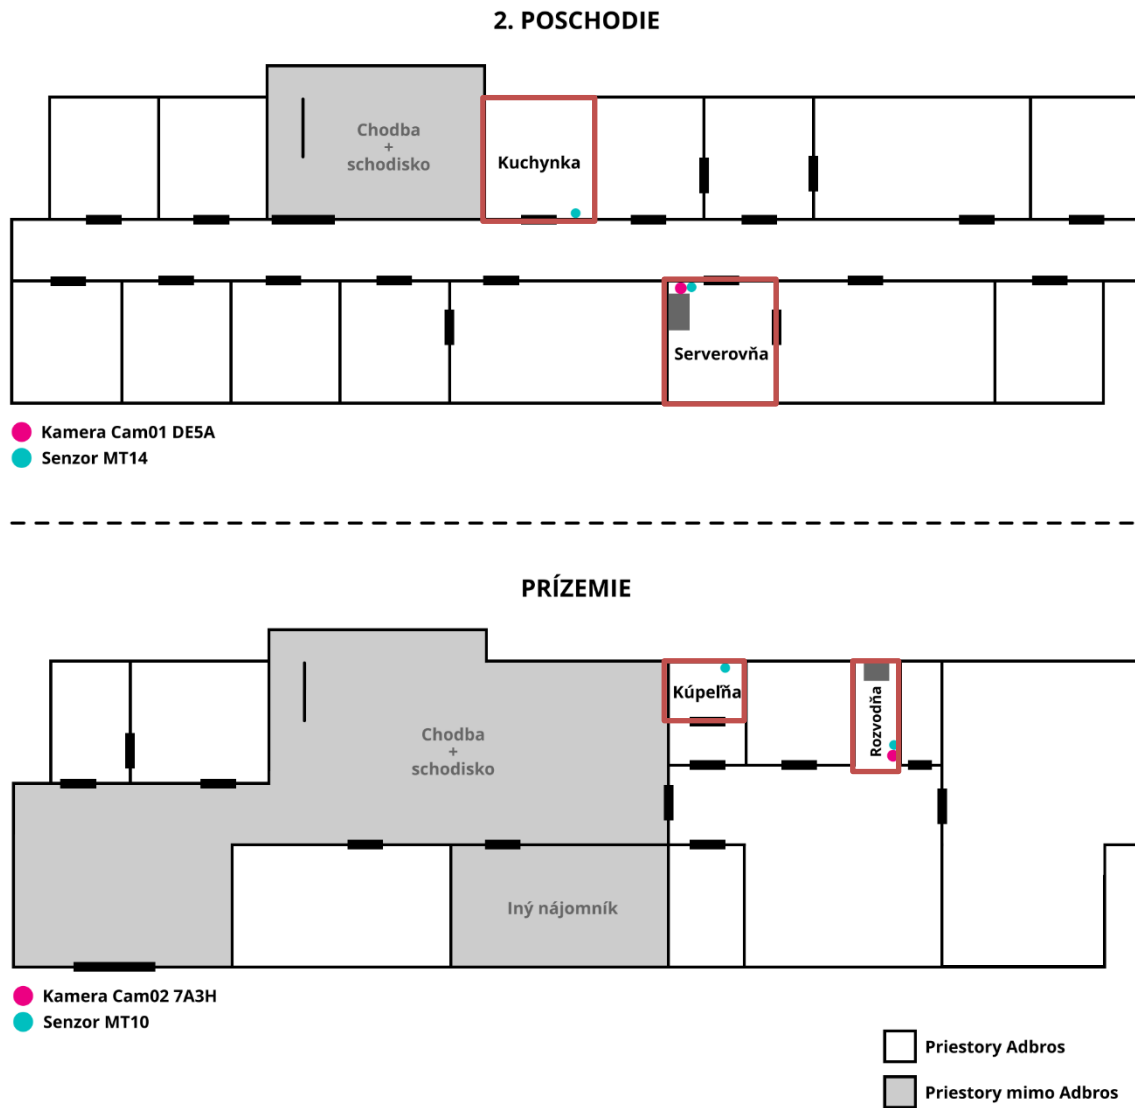 2. POSCHODIE
Chodba
+
schodisko
Kuchynka
Serverovňa
Kamera Cam01 DE5A
Senzor MT14
PRÍZEMIE
Kúpeľňa
Rozvodňa
Chodba
+
schodisko
Iný nájomník
Kamera Cam02 7A3H
Senzor MT10
Priestory Adbros
Priestory mimo Adbros